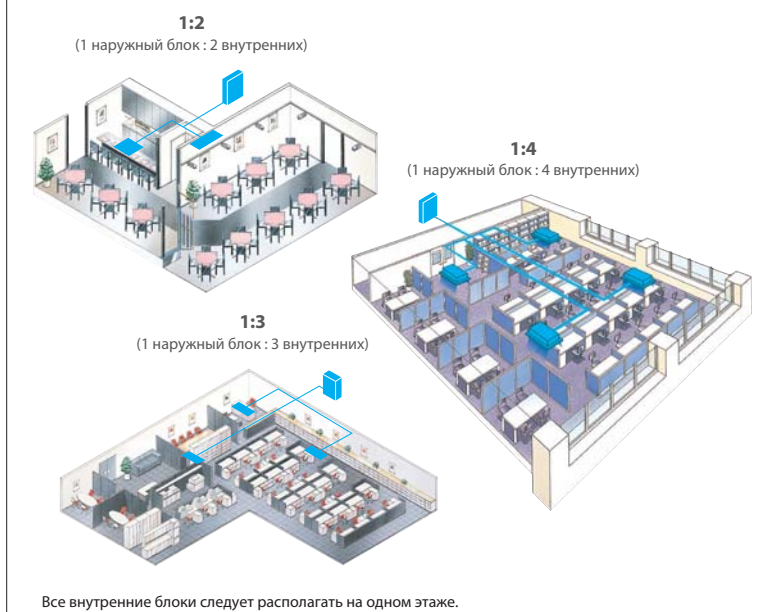 1:2
(1 наружный блок : 2 внутренних)
1:4
(1 наружный блок : 4 внутренних)
1:3
(1 наружный блок : 3 внутренних)
Все внутренние блоки следует располагать на одном этаже.